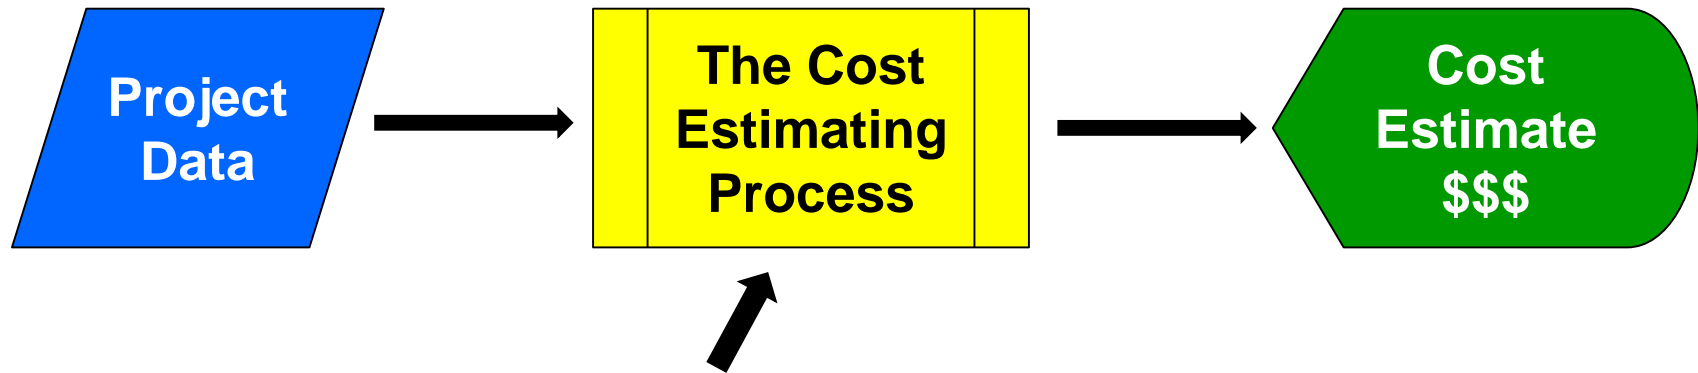 Project
Data
The Cost
Estimating
Process
Cost
Estimate
$$$